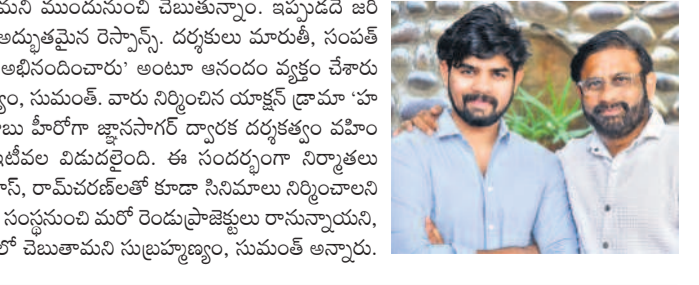 మని ముందునుంచి చెబుతున్నాం. ఇప్పుడదే జరి
అద్భుతమైన రెస్పాన్స్. దర్శకులు మారుతీ, సంపత్
అభినందించారు' అంటూ ఆనందం వ్యక్తం చేశారు
్యం, సుమంత్. వారు నిర్మించిన యాక్షన్ డ్రామా 'హ
బు హీరోగా జ్ఞానసాగర్ ద్వారక దర్శకత్వం వహిం
ఇటీవల విడుదలైంది. ఈ సందర్భంగా నిర్మాతలు
స్, రామ్‌చరణ్‌లతో కూడా సినిమాలు నిర్మించాలని
సంస్థనుంచి మరో రెండుప్రాజెక్టులు రానున్నాయని,
లో చెబుతామని సుబ్రహ్మణ్యం, సుమంత్ అన్నారు.